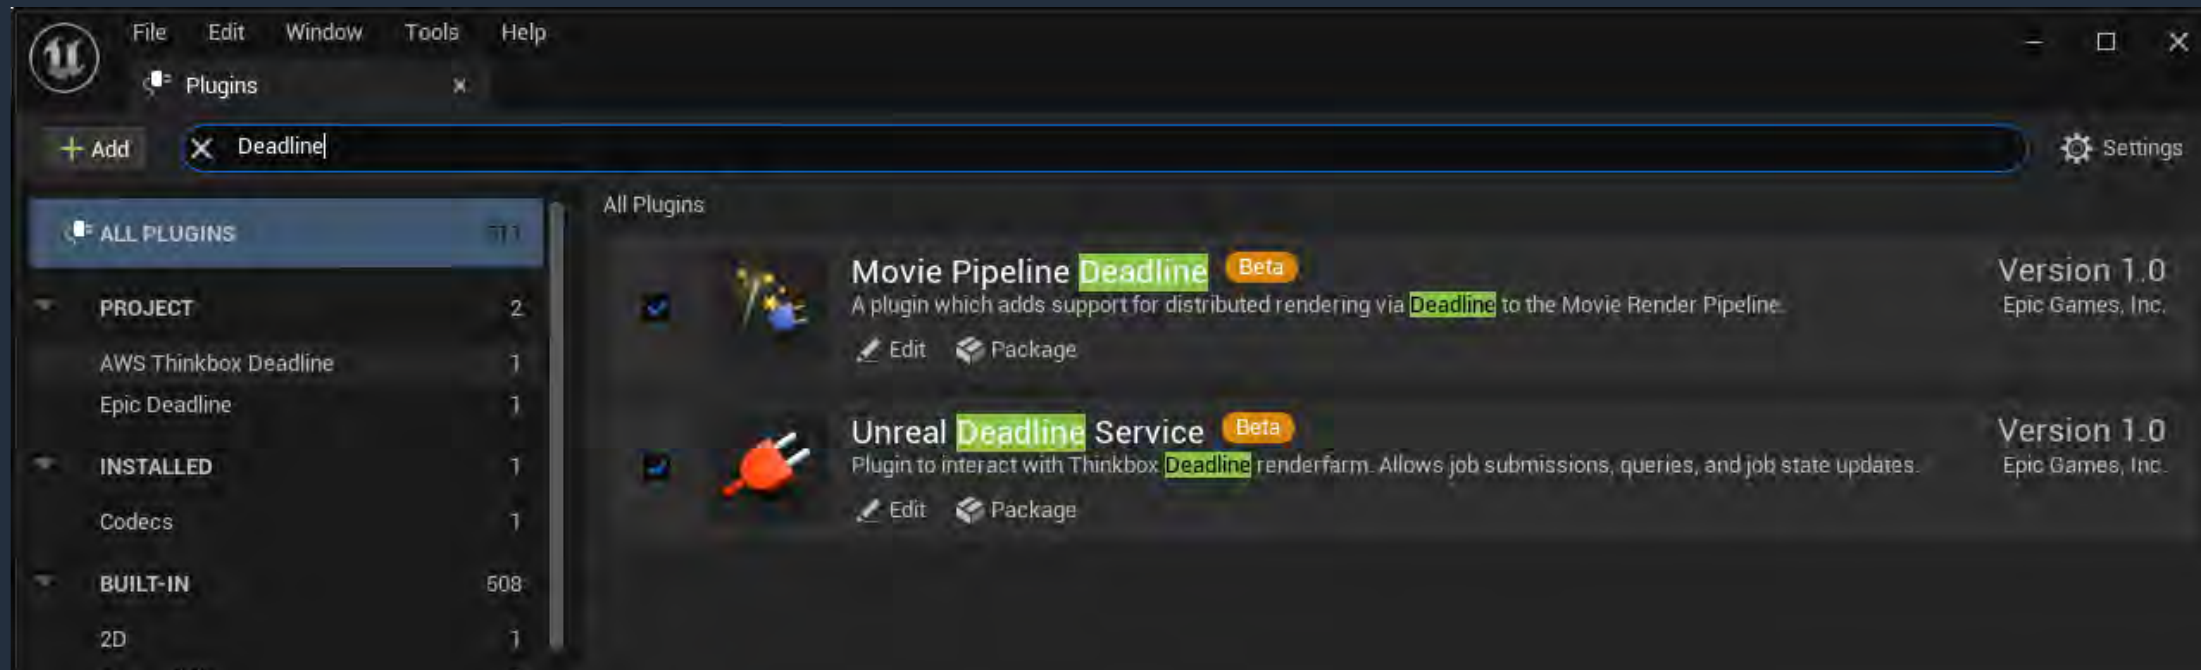 File Edit Window Tools Help
Plugins
Add Deadline Settings
ALL PLUGINS 511
PROJECT 2
AWS Thinkbox Deadline 1
Epic Deadline 1
INSTALLED 1
Codecs 1
BUILT-IN 508
2D 1
All Plugins
Movie Pipeline Deadline Beta Version 1.0
A plugin which adds support for distributed rendering via Deadline to the Movie Render Pipeline. Epic Games, Inc.
Edit Package
Unreal Deadline Service Beta Version 1.0
Plugin to interact with Thinkbox Deadline renderfarm. Allows job submissions, queries, and job state updates. Epic Games, Inc.
Edit Package